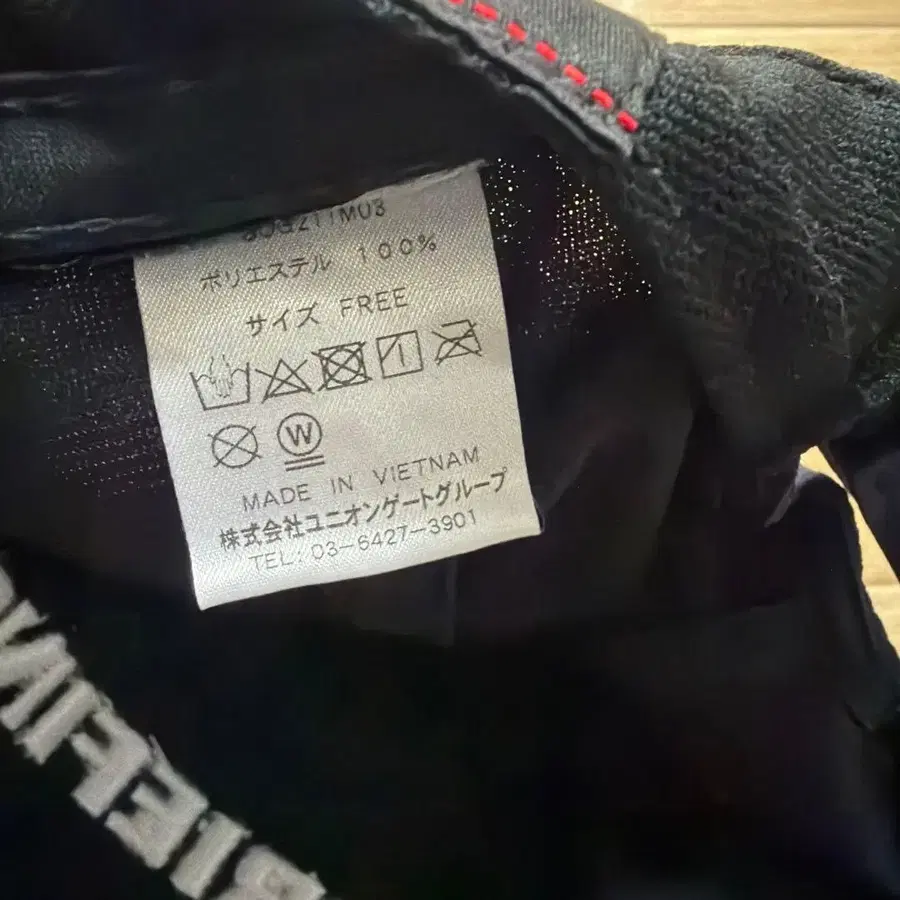 ポリエステル 100%
サイズ FREE
W
MADE IN VIETNAM
株式会社ユニオンゲートグループ
TEL: 03-6427-3901